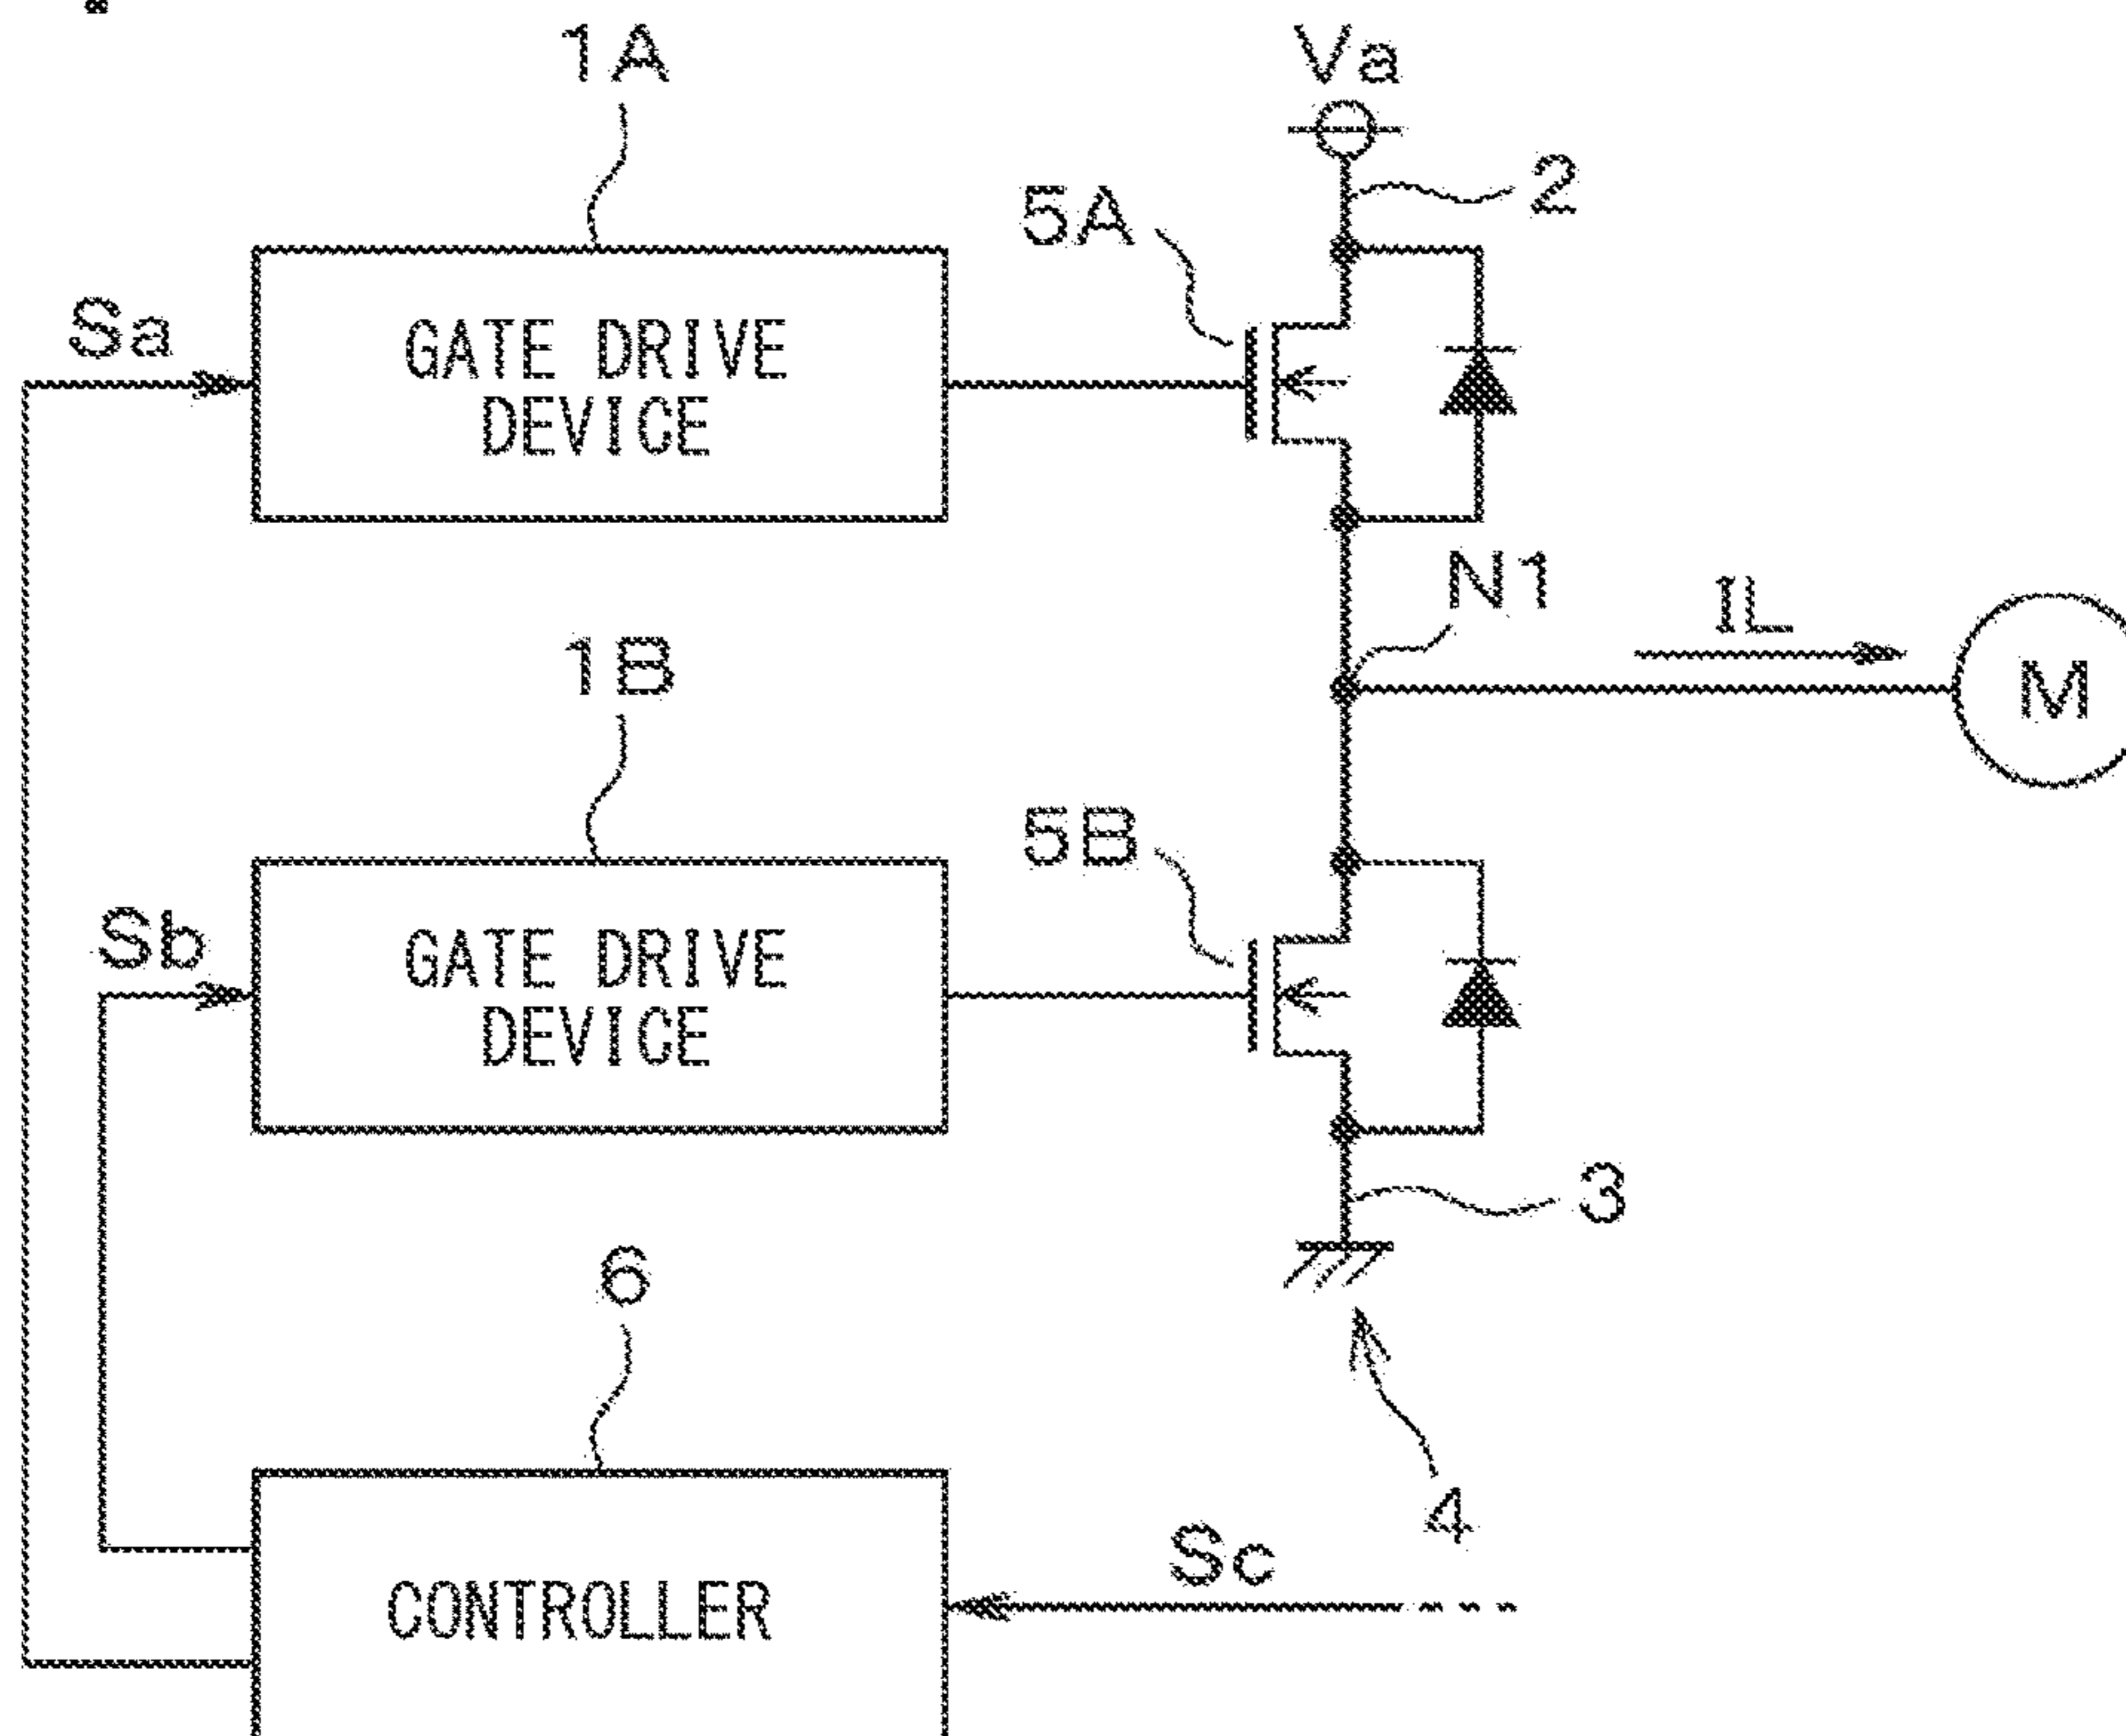 1A
Va
2
5A
Sa
GATE DRIVE
DEVICE
N1
IL
M
1B
5B
Sb
GATE DRIVE
DEVICE
3
6
4
Sc
CONTROLLER